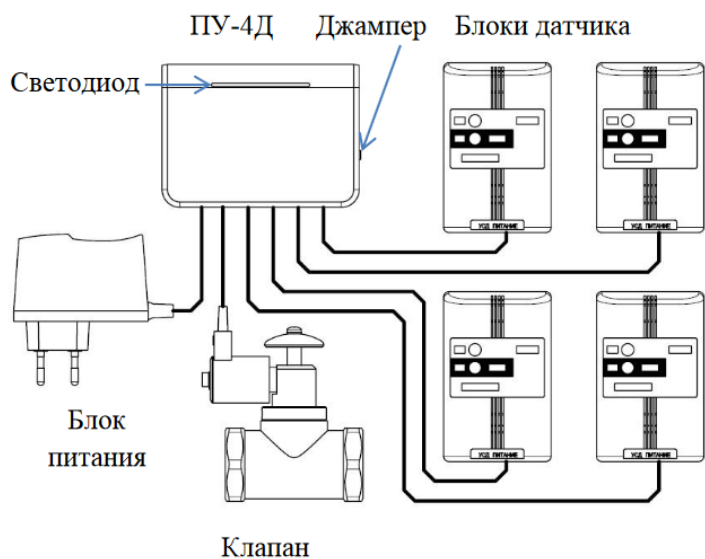 ПУ-4Д Джампер Блоки датчика
Светодиод
УСД ПИТАНИЕ УСД ПИТАНИЕ
УСД ПИТАНИЕ УСД ПИТАНИЕ
Блок
питания
Клапан